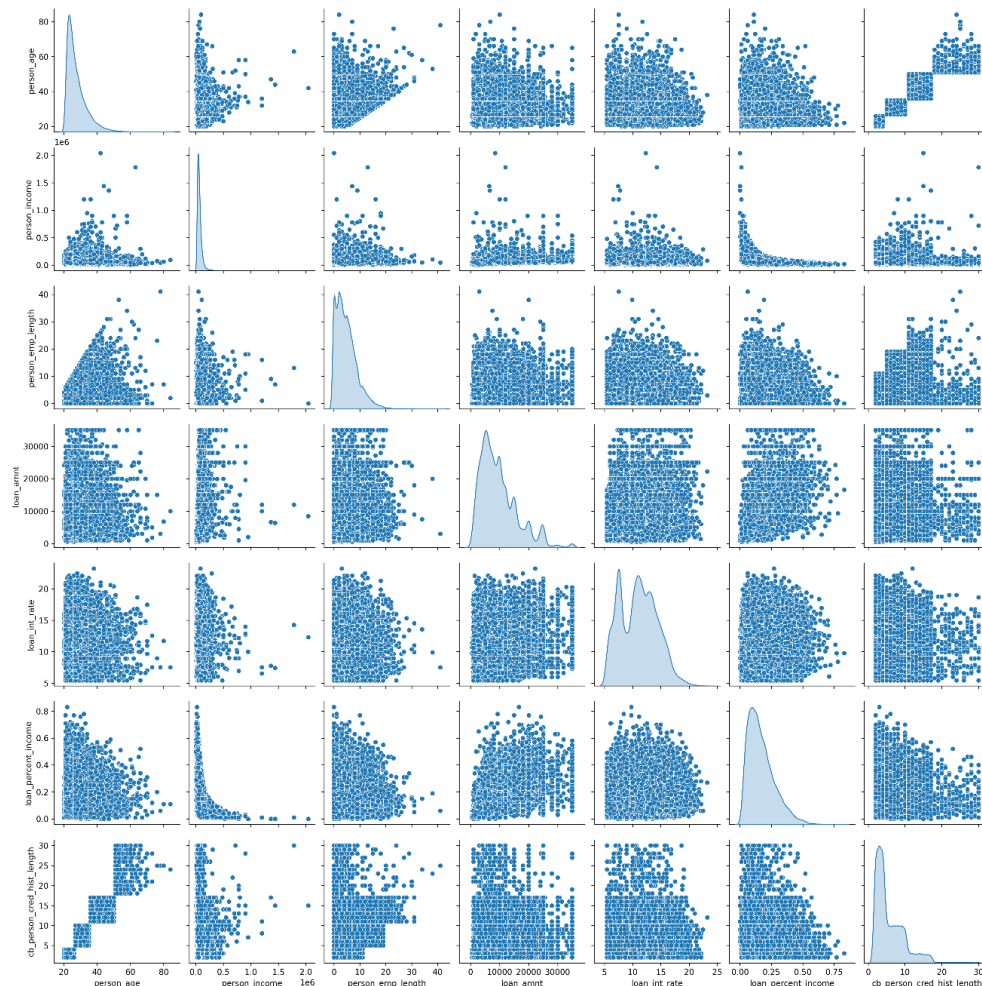 80
60
40
20
person_age
1e6
2.0
1.5
1.0
0.5
0.0
person_income
40
30
20
10
0
person_emp_length
30000
20000
10000
0
loan_amnt
20
15
10
5
loan_int_rate
0.8
0.6
0.4
0.2
0.0
loan_percent_income
30
25
20
15
10
5
cb_person_cred_hist_length
20 40 60 80
0.0 0.5 1.0 1.5 2.0
0 20 40
0 10000 20000 30000
5 10 15 20 25
0.00 0.25 0.50 0.75
0 10 20 30
1e6
person_age person_income person_emp_length loan_amnt loan_int_rate loan_percent_income cb_person_cred_hist_length